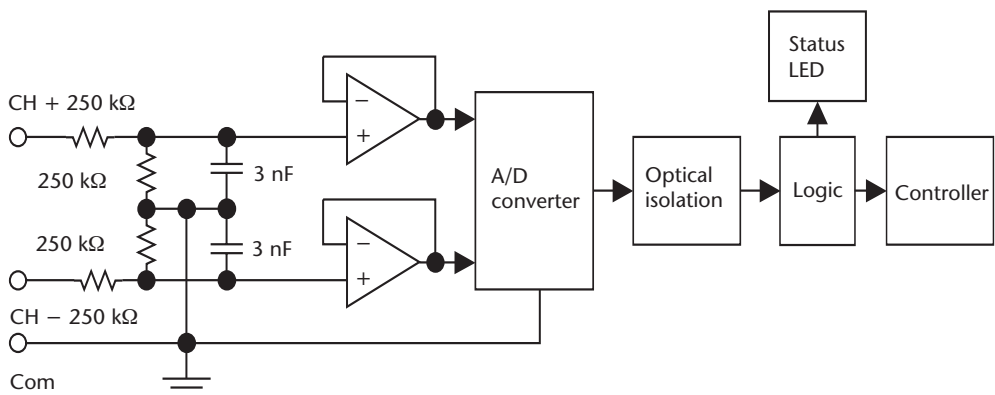 Status
LED
CH + 250 kΩ
−
+
250 kΩ
3 nF
A/D
converter
Optical
isolation
Logic
Controller
250 kΩ
3 nF
−
+
CH − 250 kΩ
Com